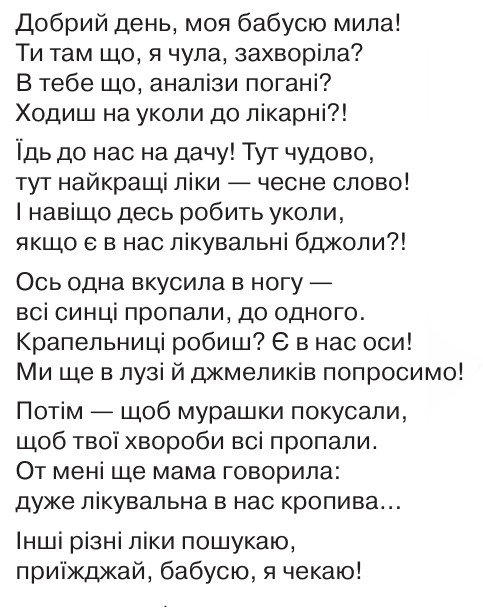 Добрий день, моя бабусю мила!
Ти там що, я чула, захворіла?
В тебе що, аналізи погані?
Ходиш на уколи до лікарні?!
Їдь до нас на дачу! Тут чудово,
тут найкращі ліки — чесне слово!
І навіщо десь робить уколи,
якщо є в нас лікувальні бджоли?!
Ось одна вкусила в ногу —
всі синці пропали, до одного.
Крапельниці робиш? Є в нас оси!
Ми ще в лузі й джмеликів попросимо!
Потім — щоб мурашки покусали,
щоб твої хвороби всі пропали.
От мені ще мама говорила:
дуже лікувальна в нас кропива...
Інші різні ліки пошукаю,
приїжджай, бабусю, я чекаю!